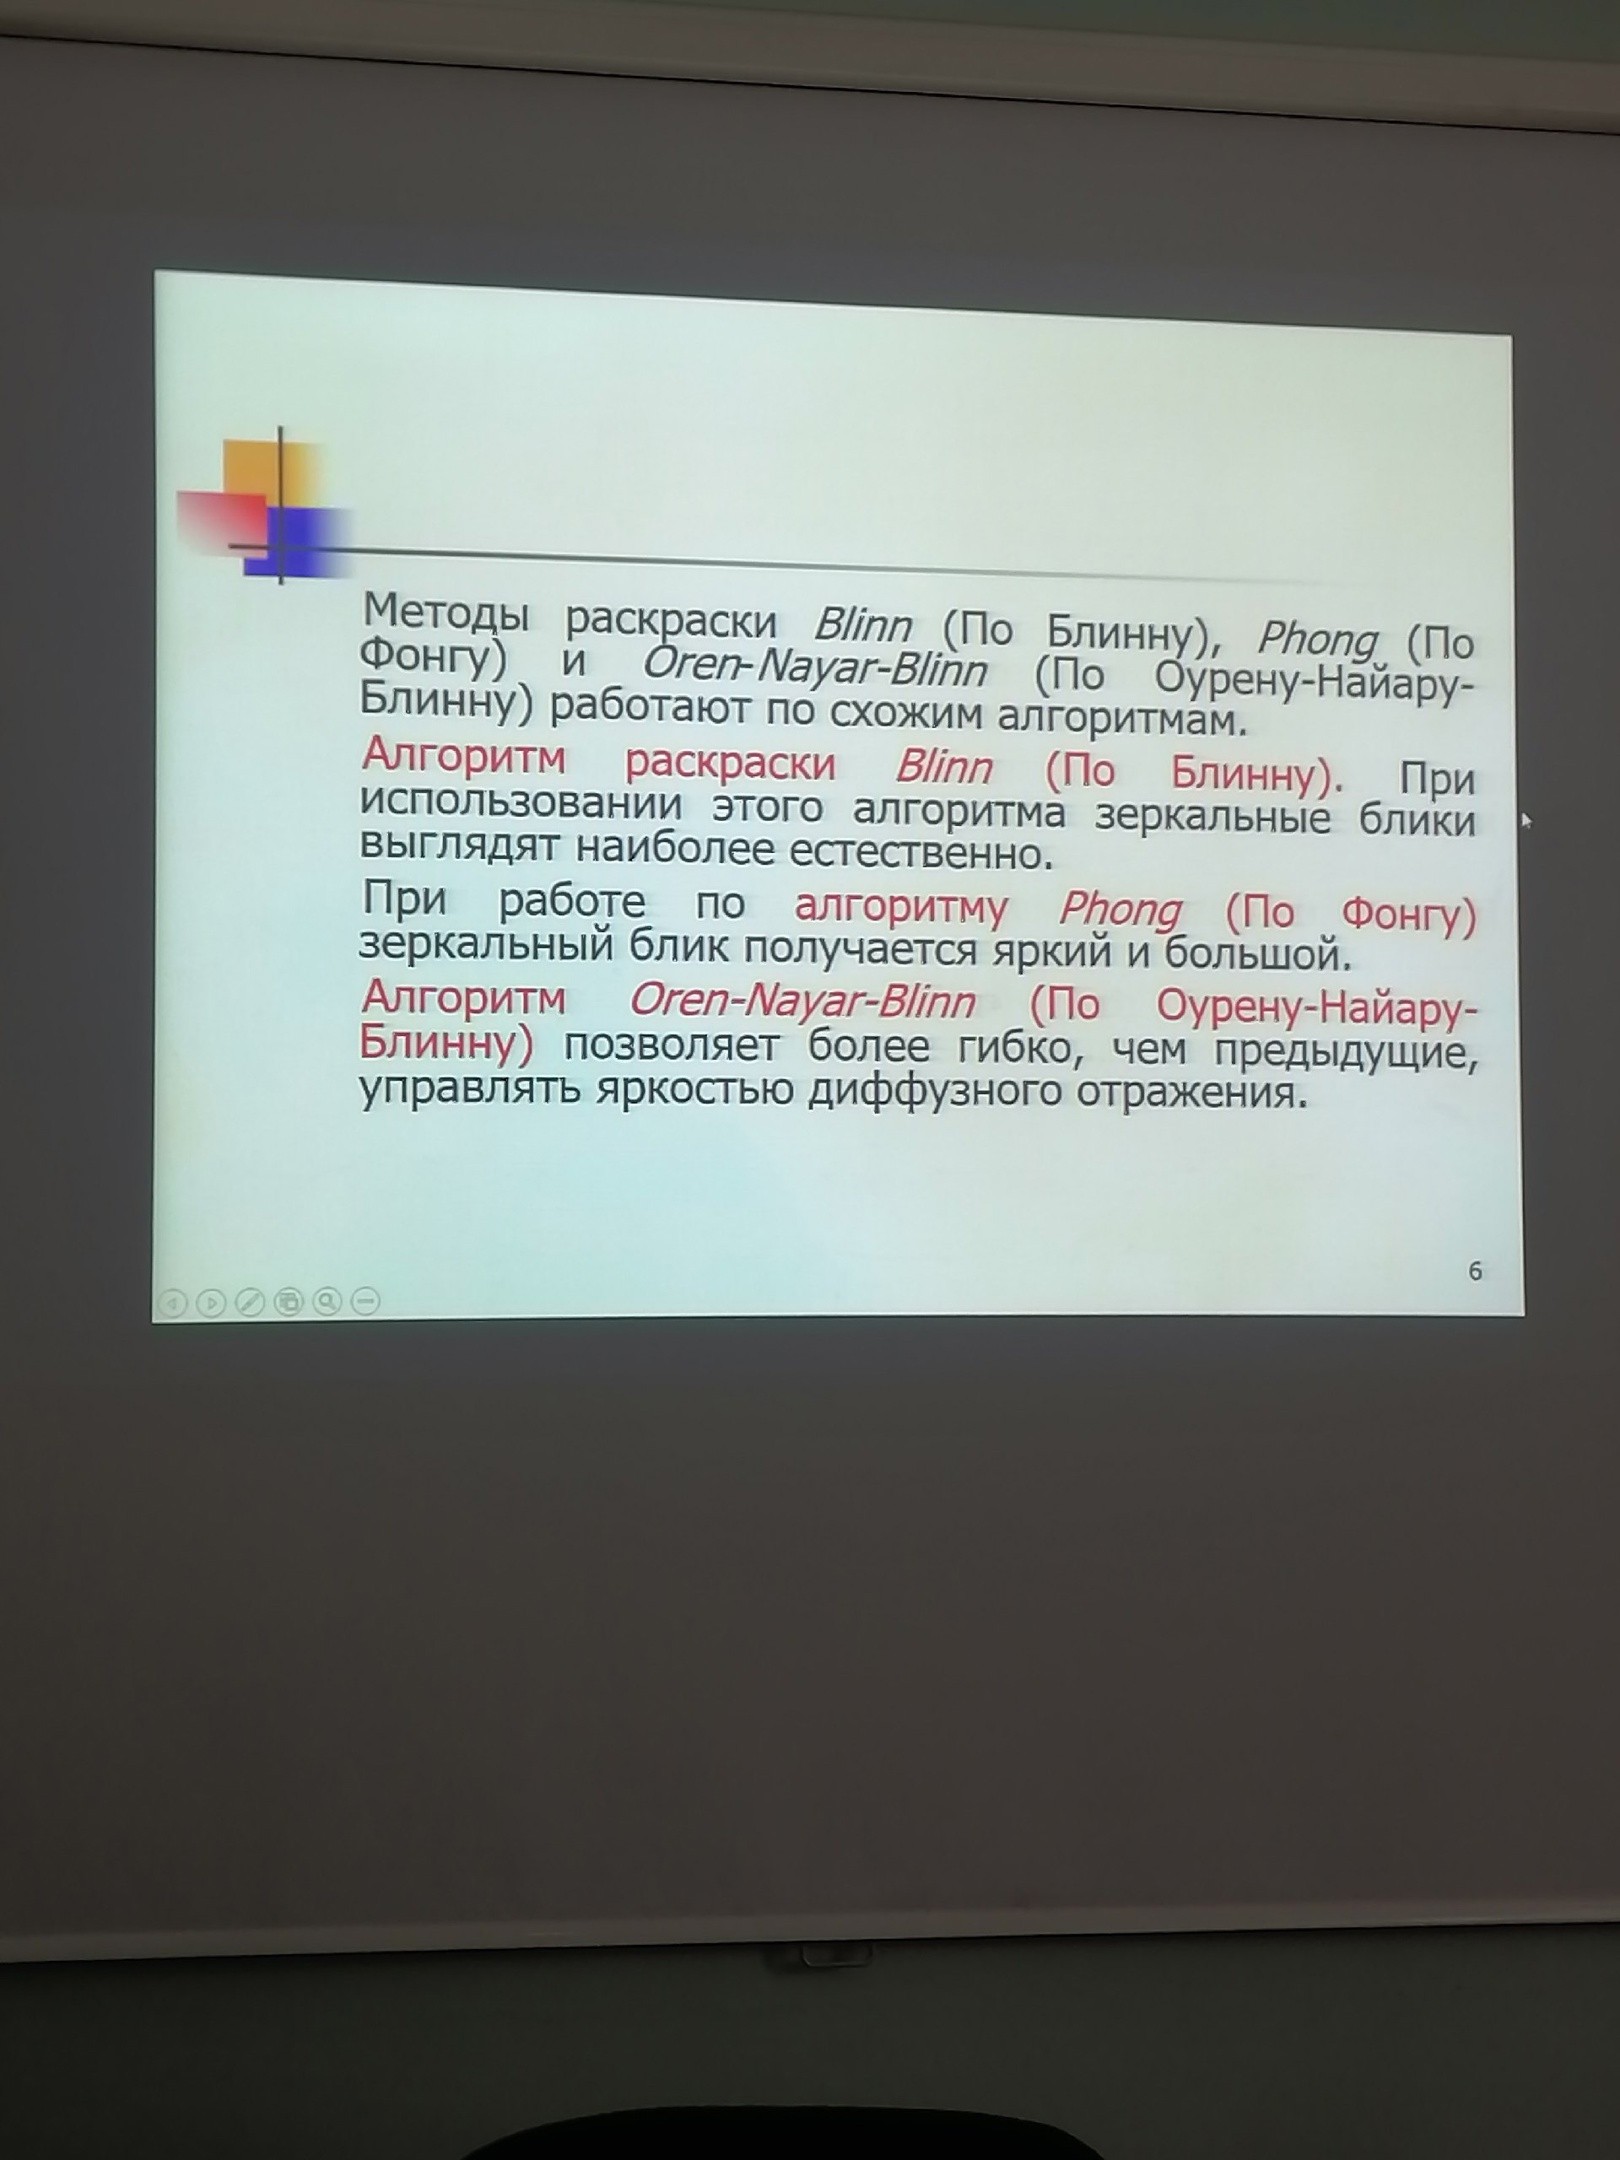 Методы раскраски Blinn (По Блинну), Phong (По
Фонгу) и Oren-Nayar-Blinn (По Оурену-Найару-
Блинну) работают по схожим алгоритмам.
Алгоритм раскраски Blinn (По Блинну). При
использовании этого алгоритма зеркальные блики
выглядят наиболее естественно.
При работе по алгоритму Phong (По Фонгу)
зеркальный блик получается яркий и большой.
Алгоритм Oren-Nayar-Blinn (По Оурену-Найару-
Блинну) позволяет более гибко, чем предыдущие,
управлять яркостью диффузного отражения.
6